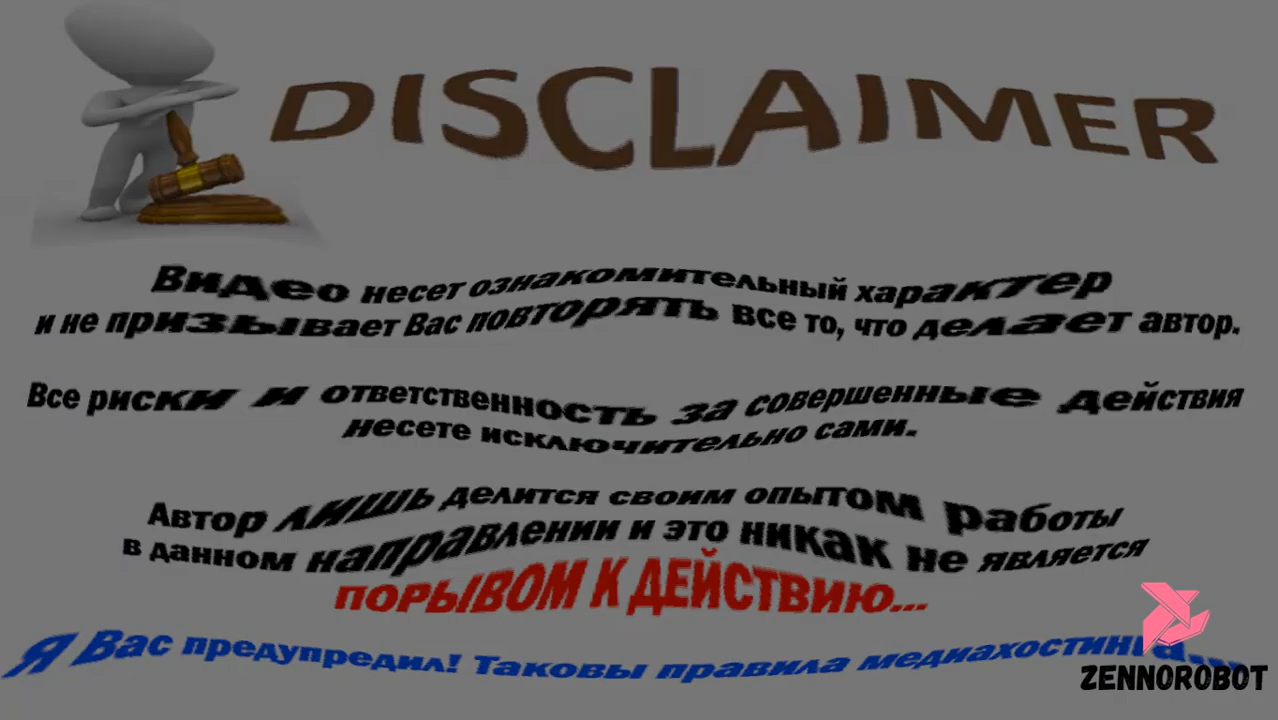 DISCLAIMER
Видео несет ознакомительный характер
и не призывает Вас повторять все то, что делает автор.
Все риски и ответственность за совершенные действия
несете исключительно сами.
Автор лишь делится своим опытом работы
в данном направлении и это никак не является
ПОРЫВОМ К ДЕЙСТВИЮ...
Я Вас предупредил! Таковы правила медиахостинга...
ZENNOROBOT